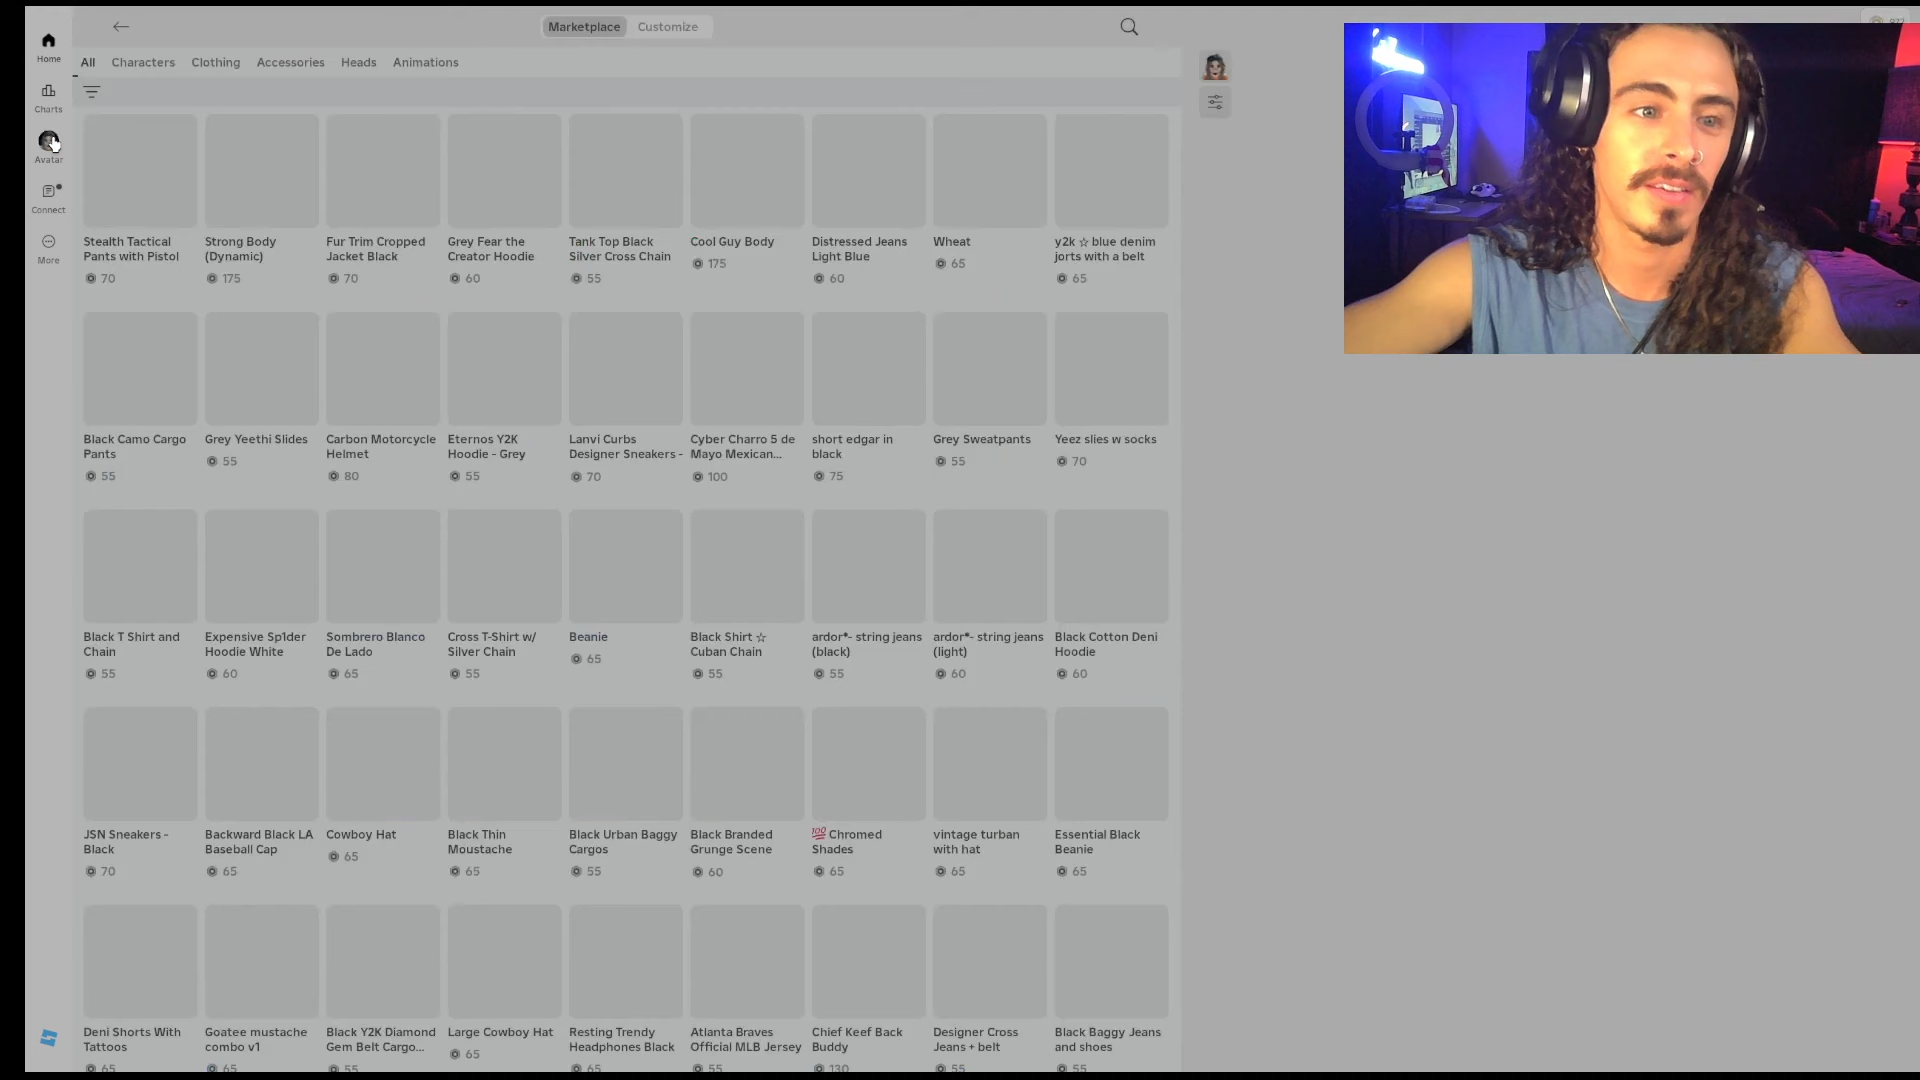 Marketplace
Customize
Home
All
Characters
Clothing
Accessories
Heads
Animations
Charts
Avatar
Connect
More
Stealth Tactical
Pants with Pistol
70
Strong Body
(Dynamic)
175
Fur Trim Cropped
Jacket Black
70
Grey Fear the
Creator Hoodie
60
Tank Top Black
Silver Cross Chain
55
Cool Guy Body
175
Distressed Jeans
Light Blue
60
Wheat
65
y2k ☆ blue denim
jorts with a belt
65
Black Camo Cargo
Pants
55
Grey Yeethi Slides
55
Carbon Motorcycle
Helmet
80
Eternos Y2K
Hoodie - Grey
55
Lanvi Curbs
Designer Sneakers -
70
Cyber Charro 5 de
Mayo Mexican...
100
short edgar in
black
75
Grey Sweatpants
55
Yeez slies w socks
70
Black T Shirt and
Chain
55
Expensive Sp1der
Hoodie White
60
Sombrero Blanco
De Lado
65
Cross T-Shirt w/
Silver Chain
55
Beanie
65
Black Shirt ☆
Cuban Chain
55
ardor*- string jeans
(black)
55
ardor*- string jeans
(light)
60
Black Cotton Deni
Hoodie
60
JSN Sneakers -
Black
70
Backward Black LA
Baseball Cap
65
Cowboy Hat
65
Black Thin
Moustache
65
Black Urban Baggy
Cargos
55
Black Branded
Grunge Scene
60
💯 Chromed
Shades
65
vintage turban
with hat
65
Essential Black
Beanie
65
Deni Shorts With
Tattoos
65
Goatee mustache
combo v1
65
Black Y2K Diamond
Gem Belt Cargo...
55
Large Cowboy Hat
65
Resting Trendy
Headphones Black
65
Atlanta Braves
Official MLB Jersey
55
Chief Keef Back
Buddy
130
Designer Cross
Jeans + belt
55
Black Baggy Jeans
and shoes
55